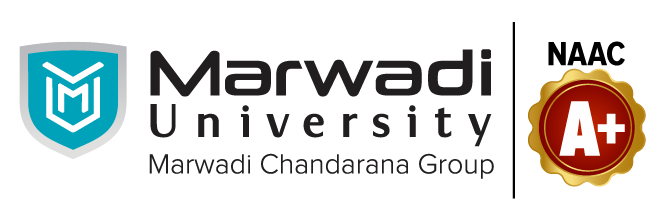 Marwadi
University
Marwadi Chandarana Group
NAAC
A+